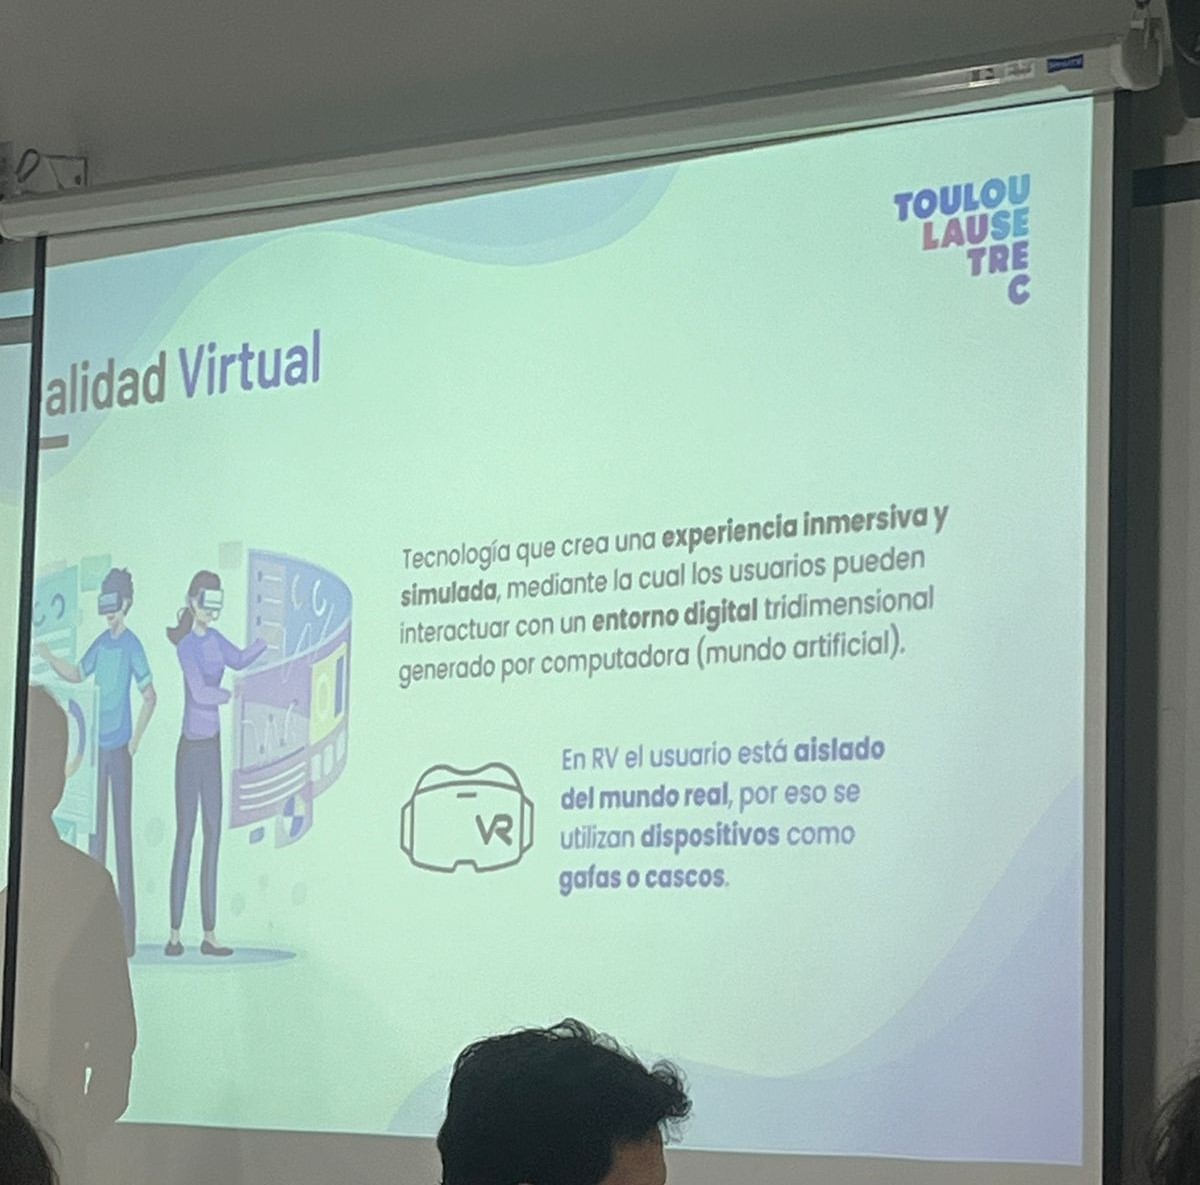 TOULOU
LAUSE
TRE
C
alidad Virtual
Tecnología que crea una experiencia inmersiva y
simulada, mediante la cual los usuarios pueden
interactuar con un entorno digital tridimensional
generado por computadora (mundo artificial).
VR
En RV el usuario está aislado
del mundo real, por eso se
utilizan dispositivos como
gafas o cascos.